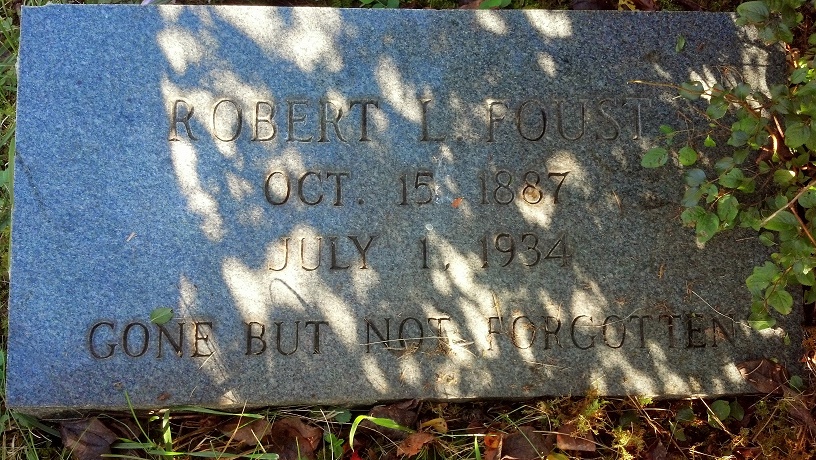 ROBERT L. FOUST
OCT. 15, 1887
JULY 1, 1934
GONE BUT NOT FORGOTTEN